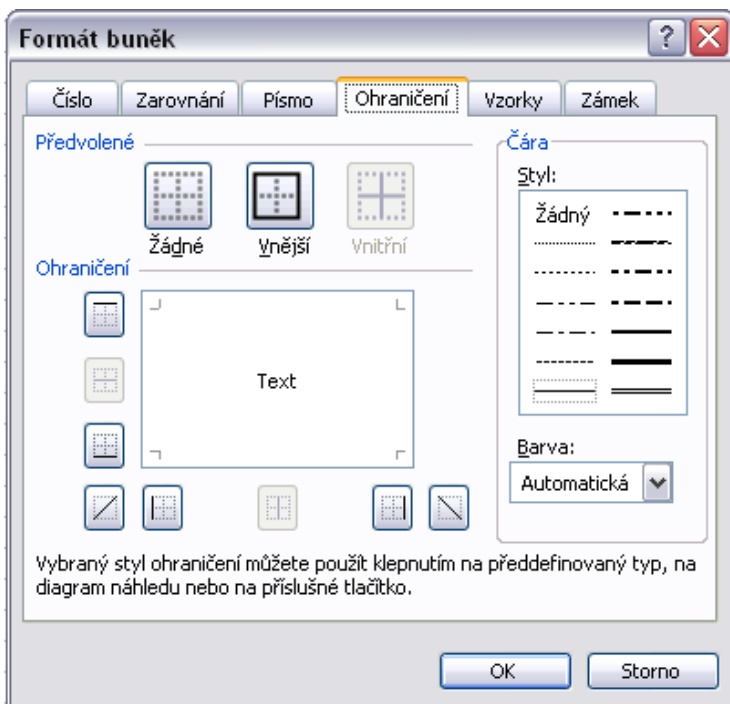 Formát buněk
Číslo Zarovnání Písmo Ohraničení Vzorky Zámek
Předvolené
Žádné Vnější Vnitřní
Ohraničení
Text
Čára
Styl:
Žádný
Barva:
Automatická
Vybraný styl ohraničení můžete použít klepnutím na předdefinovaný typ, na
diagram náhledu nebo na příslušné tlačítko.
OK Storno